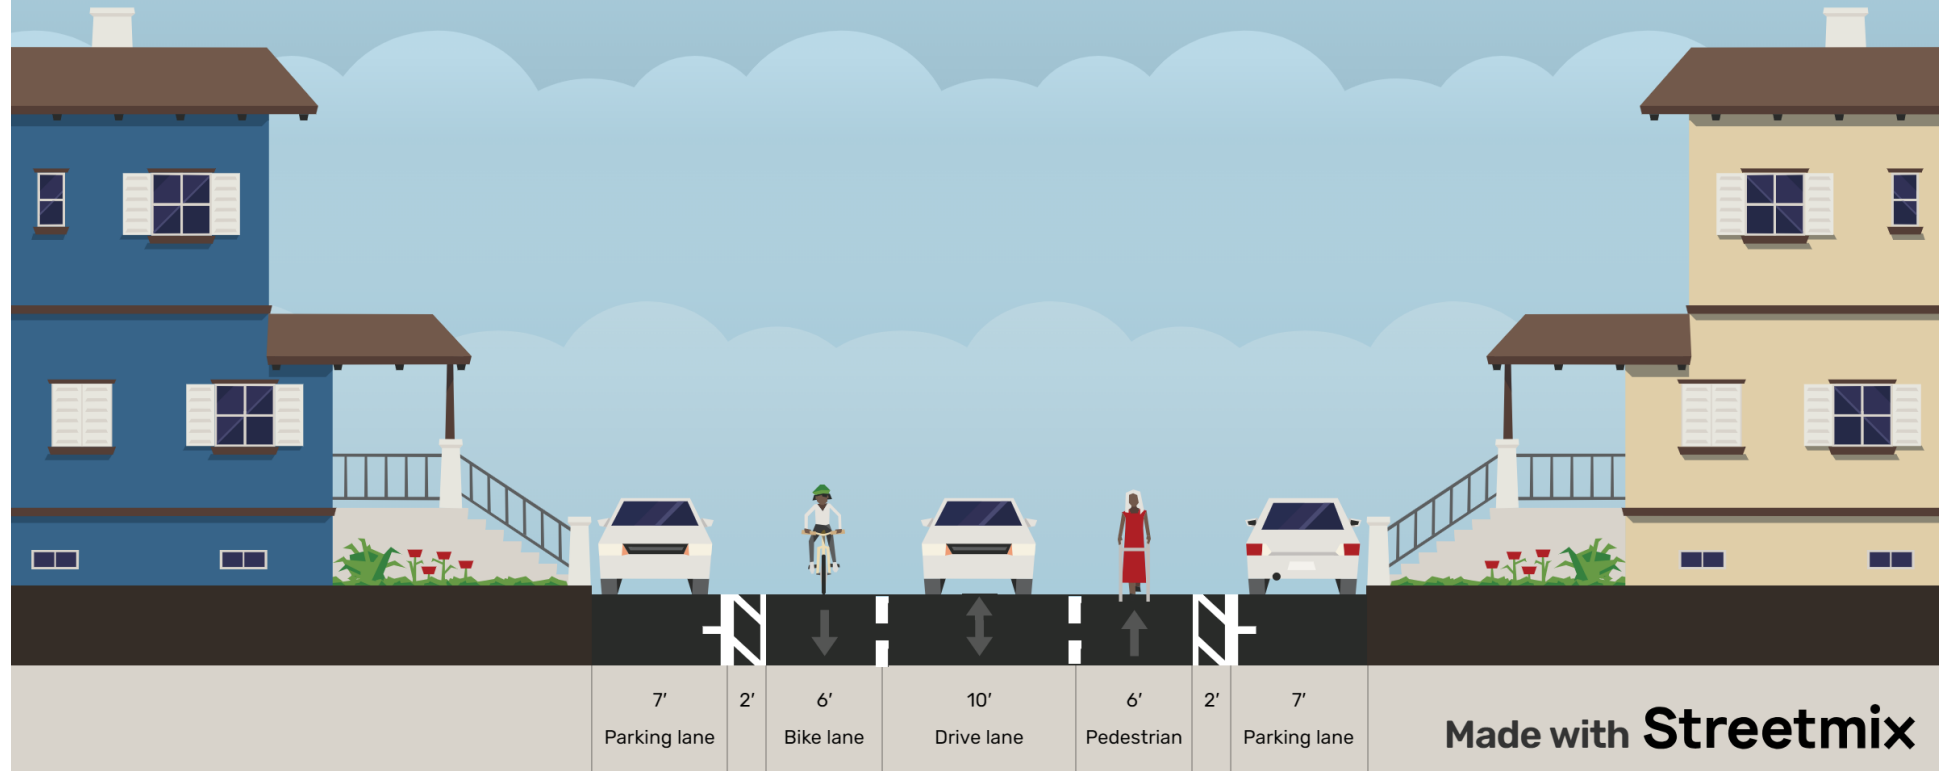 7′ 2′ 6′ 10′ 6′ 2′ 7′
Parking lane Bike lane Drive lane Pedestrian Parking lane
Made with Streetmix